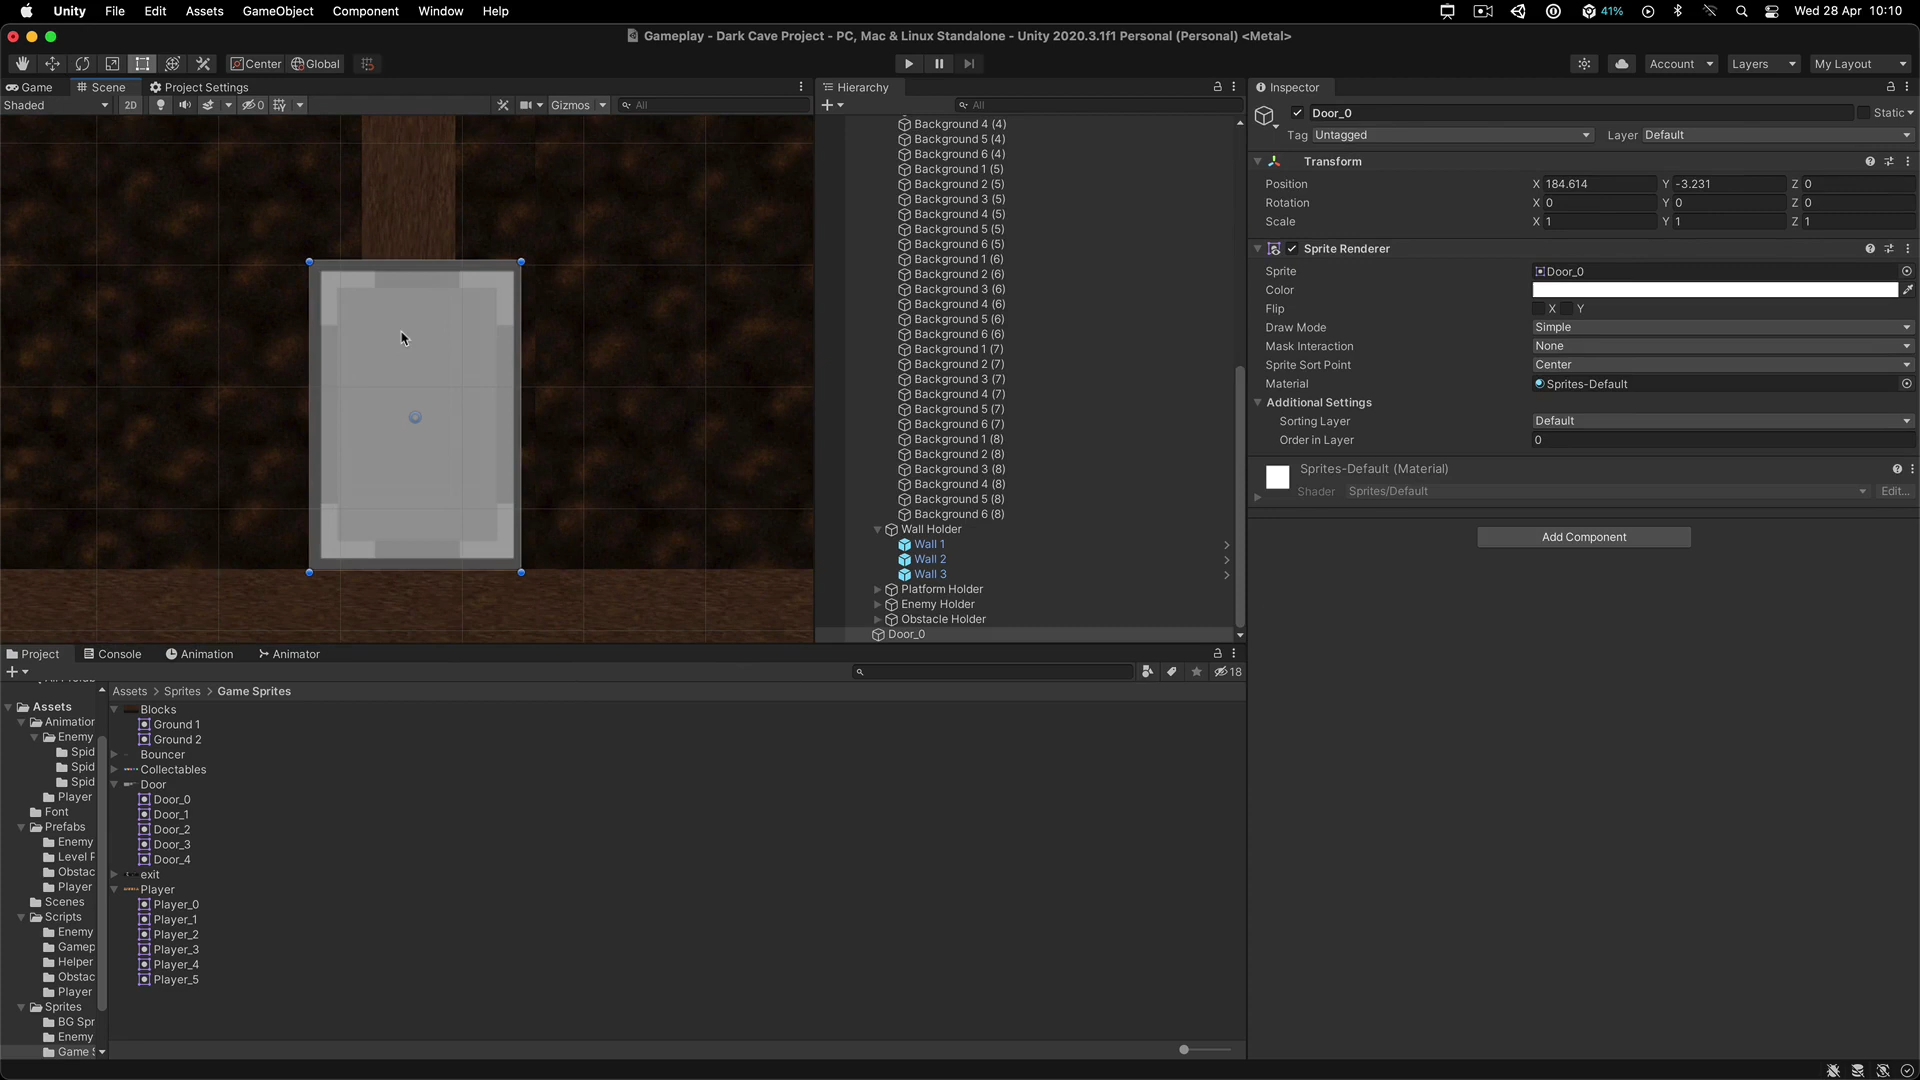 Unity File Edit Assets GameObject Component Window Help 41% Wed 28 Apr 10:10
Gameplay - Dark Cave Project - PC, Mac & Linux Standalone - Unity 2020.3.1f1 Personal (Personal) <Metal>
Center Global Account Layers My Layout
Game Scene Project Settings
Shaded 2D 0 Gizmos All
Hierarchy
All
Background 4 (4)
Background 5 (4)
Background 6 (4)
Background 1 (5)
Background 2 (5)
Background 3 (5)
Background 4 (5)
Background 5 (5)
Background 6 (5)
Background 1 (6)
Background 2 (6)
Background 3 (6)
Background 4 (6)
Background 5 (6)
Background 6 (6)
Background 1 (7)
Background 2 (7)
Background 3 (7)
Background 4 (7)
Background 5 (7)
Background 6 (7)
Background 1 (8)
Background 2 (8)
Background 3 (8)
Background 4 (8)
Background 5 (8)
Background 6 (8)
Wall Holder
Wall 1
Wall 2
Wall 3
Platform Holder
Enemy Holder
Obstacle Holder
Door_0
Inspector
Door_0 Static
Tag Untagged Layer Default
Transform
Position X 184.614 Y -3.231 Z 0
Rotation X 0 Y 0 Z 0
Scale X 1 Y 1 Z 1
Sprite Renderer
Sprite Door_0
Color
Flip X Y
Draw Mode Simple
Mask Interaction None
Sprite Sort Point Center
Material Sprites-Default
Additional Settings
Sorting Layer Default
Order in Layer 0
Sprites-Default (Material)
Shader Sprites/Default Edit...
Add Component
Project Console Animation Animator
18
Assets
Animation
Enemy
Spid
Spid
Spid
Player
Font
Prefabs
Enemy
Level P
Obstac
Player
Scenes
Scripts
Enemy
Gamep
Helper
Obstac
Player
Sprites
BG Spr
Enemy
Game S
Assets > Sprites > Game Sprites
Blocks
Ground 1
Ground 2
Bouncer
Collectables
Door
Door_0
Door_1
Door_2
Door_3
Door_4
exit
Player
Player_0
Player_1
Player_2
Player_3
Player_4
Player_5